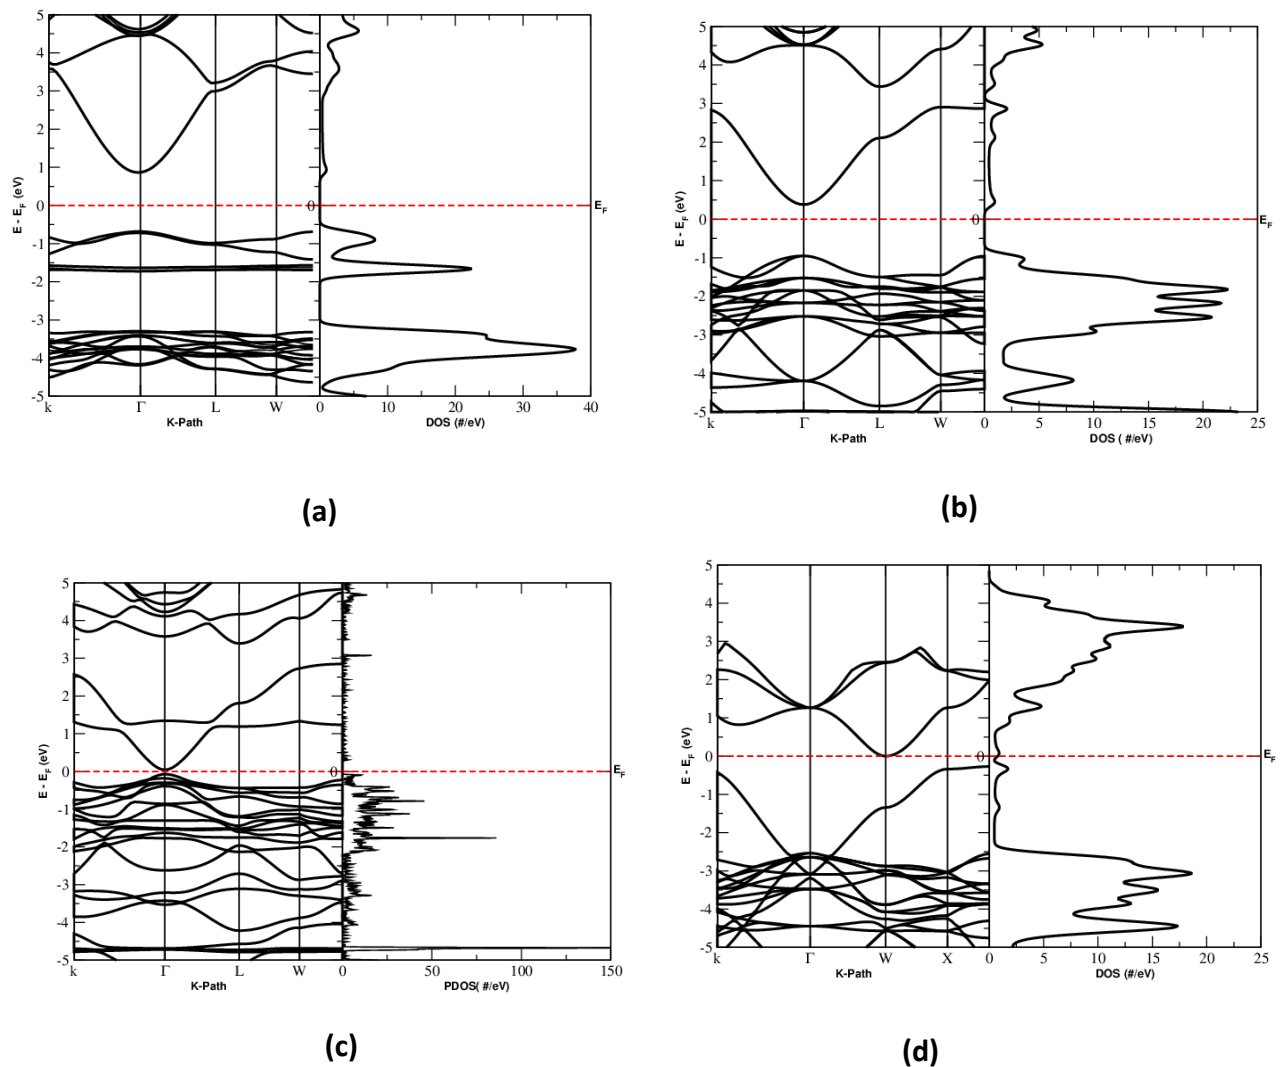 5
4
3
2
1
0
-1
-2
-3
-4
-5
E - E_F (eV)
k Γ L W
K-Path
0
0 10 20 30 40
DOS (#/eV)
E_F
(a)
5
4
3
2
1
0
-1
-2
-3
-4
-5
E - E_F (eV)
k Γ L W
K-Path
0
0 5 10 15 20 25
DOS ( #/eV)
E_F
(b)
5
4
3
2
1
0
-1
-2
-3
-4
-5
E - E_F (eV)
k Γ L W
K-Path
0
0 50 100 150
PDOS( #/eV)
E_F
(c)
5
4
3
2
1
0
-1
-2
-3
-4
-5
E - E_F (eV)
k Γ W X
K-Path
0
0 5 10 15 20 25
DOS (#/eV)
E_F
(d)